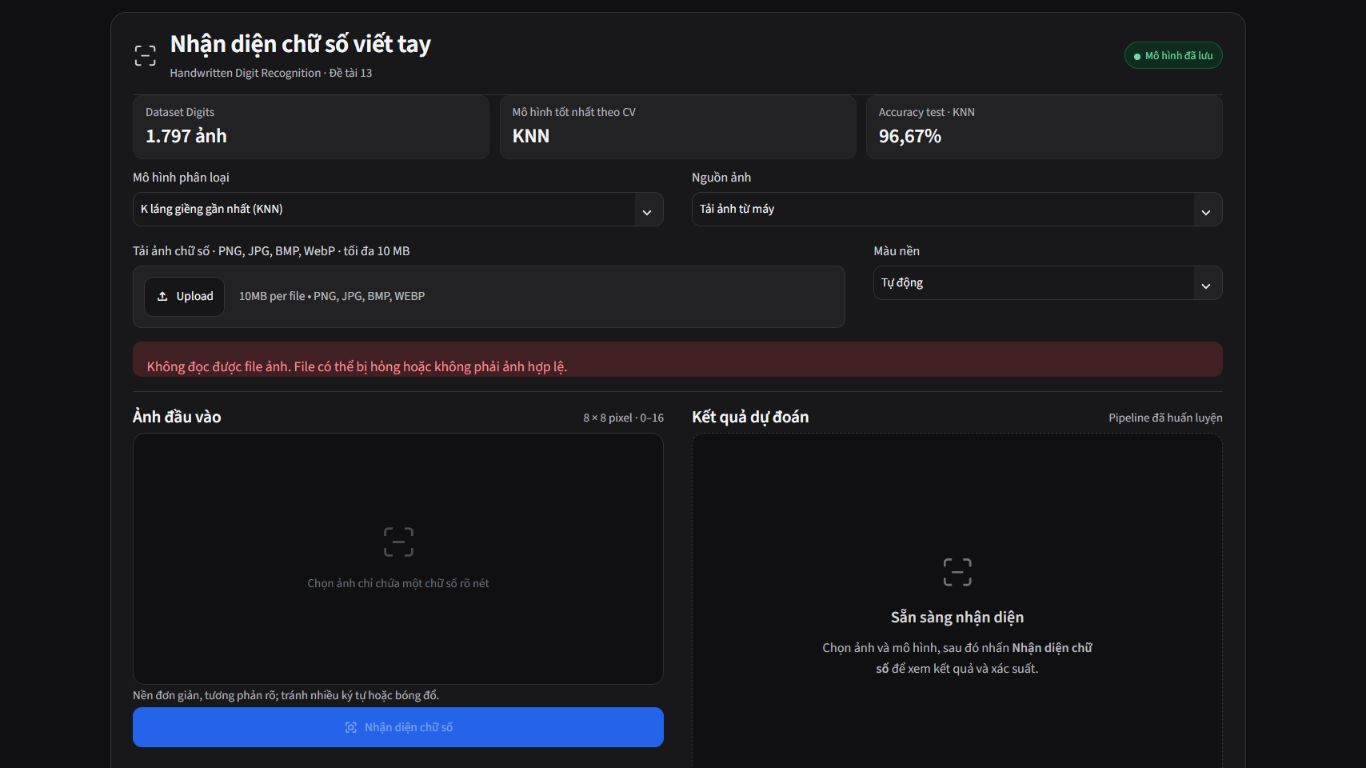 Nhận diện chữ số viết tay
Handwritten Digit Recognition · Đề tài 13
Mô hình đã lưu
Dataset Digits
1.797 ảnh
Mô hình tốt nhất theo CV
KNN
Accuracy test · KNN
96,67%
Mô hình phân loại
K láng giềng gần nhất (KNN)
Nguồn ảnh
Tải ảnh từ máy
Tải ảnh chữ số · PNG, JPG, BMP, WebP · tối đa 10 MB
Upload
10MB per file • PNG, JPG, BMP, WEBP
Màu nền
Tự động
Không đọc được file ảnh. File có thể bị hỏng hoặc không phải ảnh hợp lệ.
Ảnh đầu vào
8 × 8 pixel · 0–16
Chọn ảnh chỉ chứa một chữ số rõ nét
Nền đơn giản, tương phản rõ; tránh nhiều ký tự hoặc bóng đổ.
Nhận diện chữ số
Kết quả dự đoán
Pipeline đã huấn luyện
Sẵn sàng nhận diện
Chọn ảnh và mô hình, sau đó nhấn Nhận diện chữ
số để xem kết quả và xác suất.